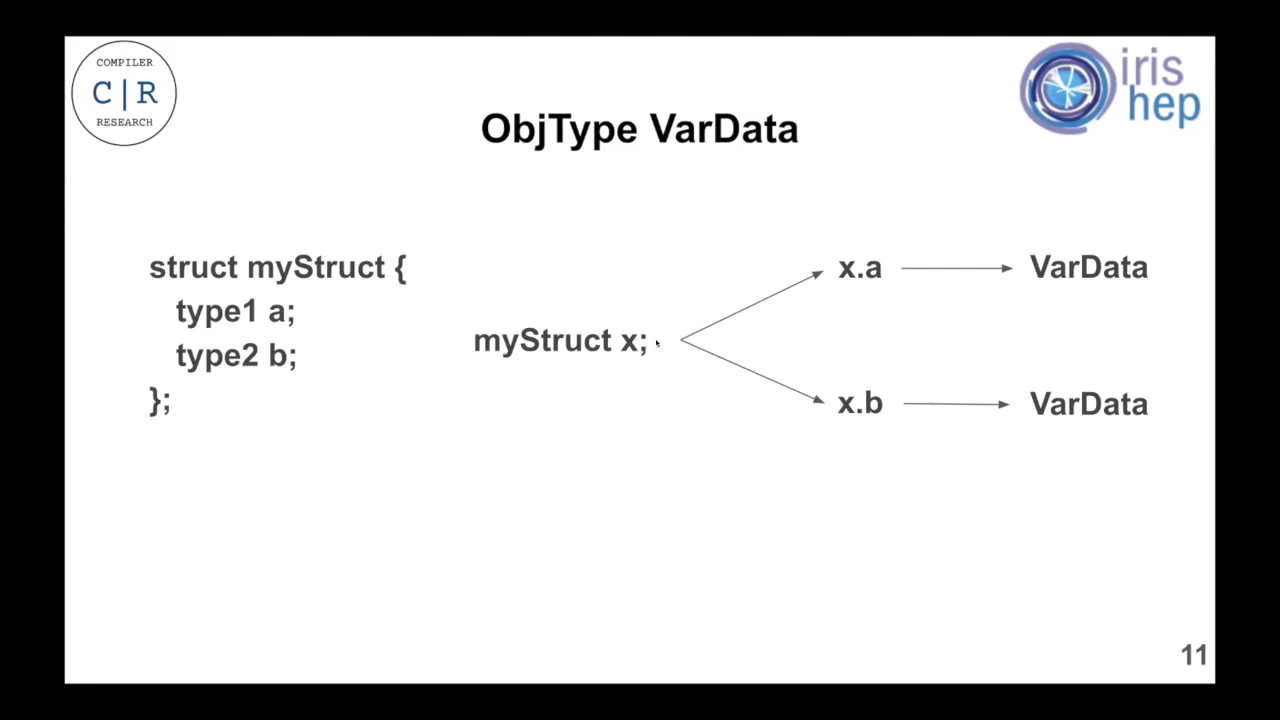 COMPILER
C|R
RESEARCH
iris
hep
ObjType VarData
struct myStruct {
type1 a;
type2 b;
};
myStruct x;
x.a
VarData
x.b
VarData
11